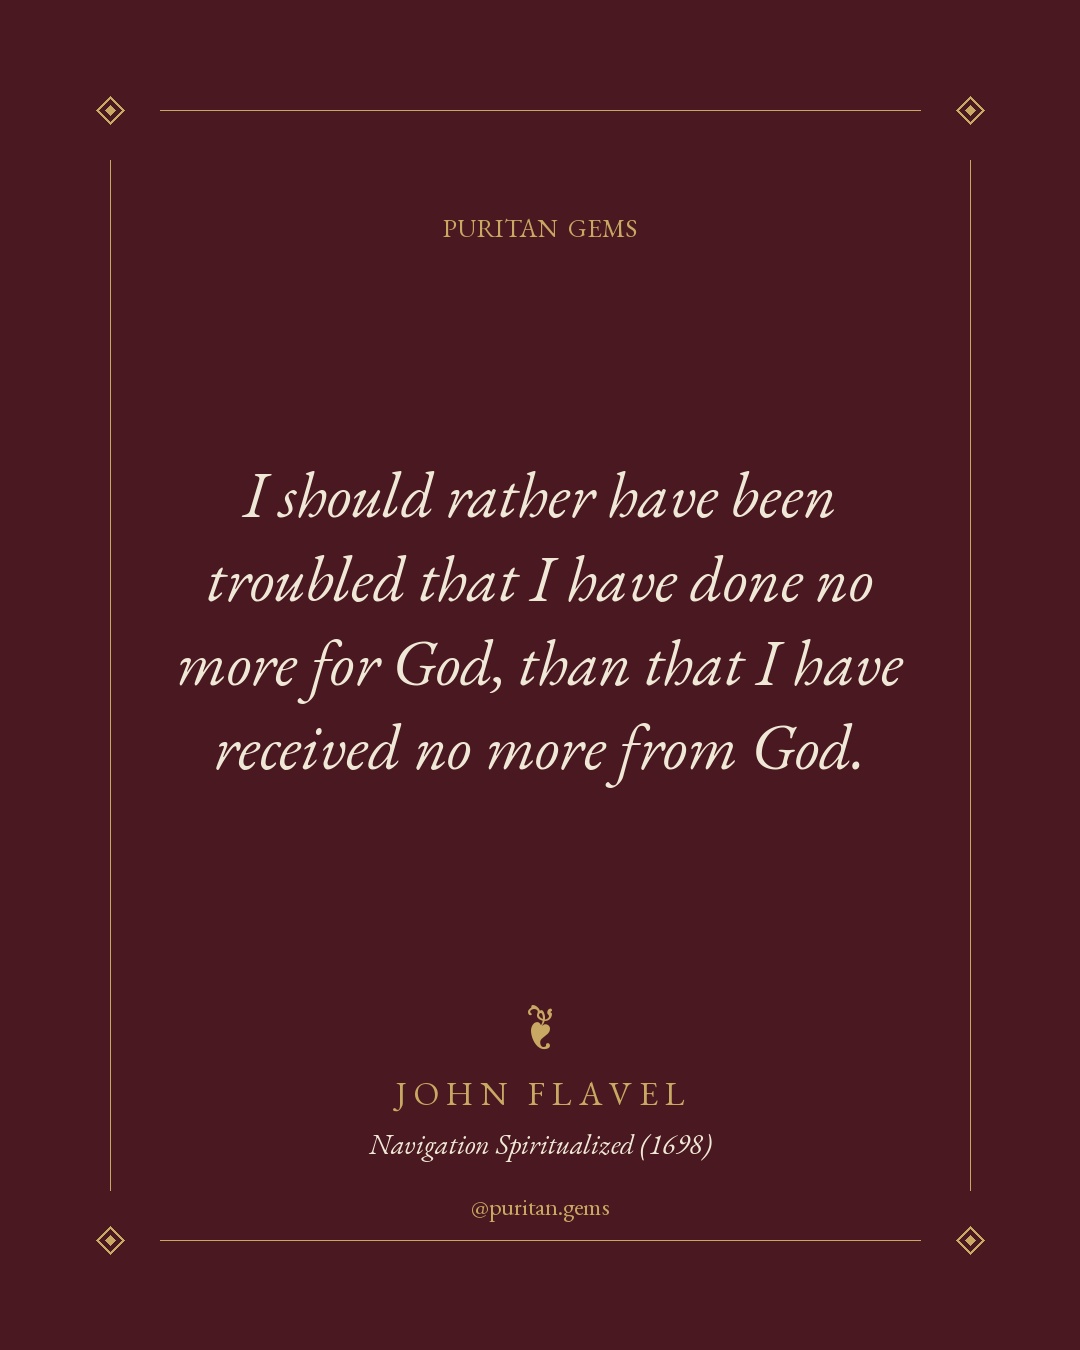 PURITAN GEMS
I should rather have been
troubled that I have done no
more for God, than that I have
received no more from God.
JOHN FLAVEL
Navigation Spiritualized (1698)
@puritan.gems